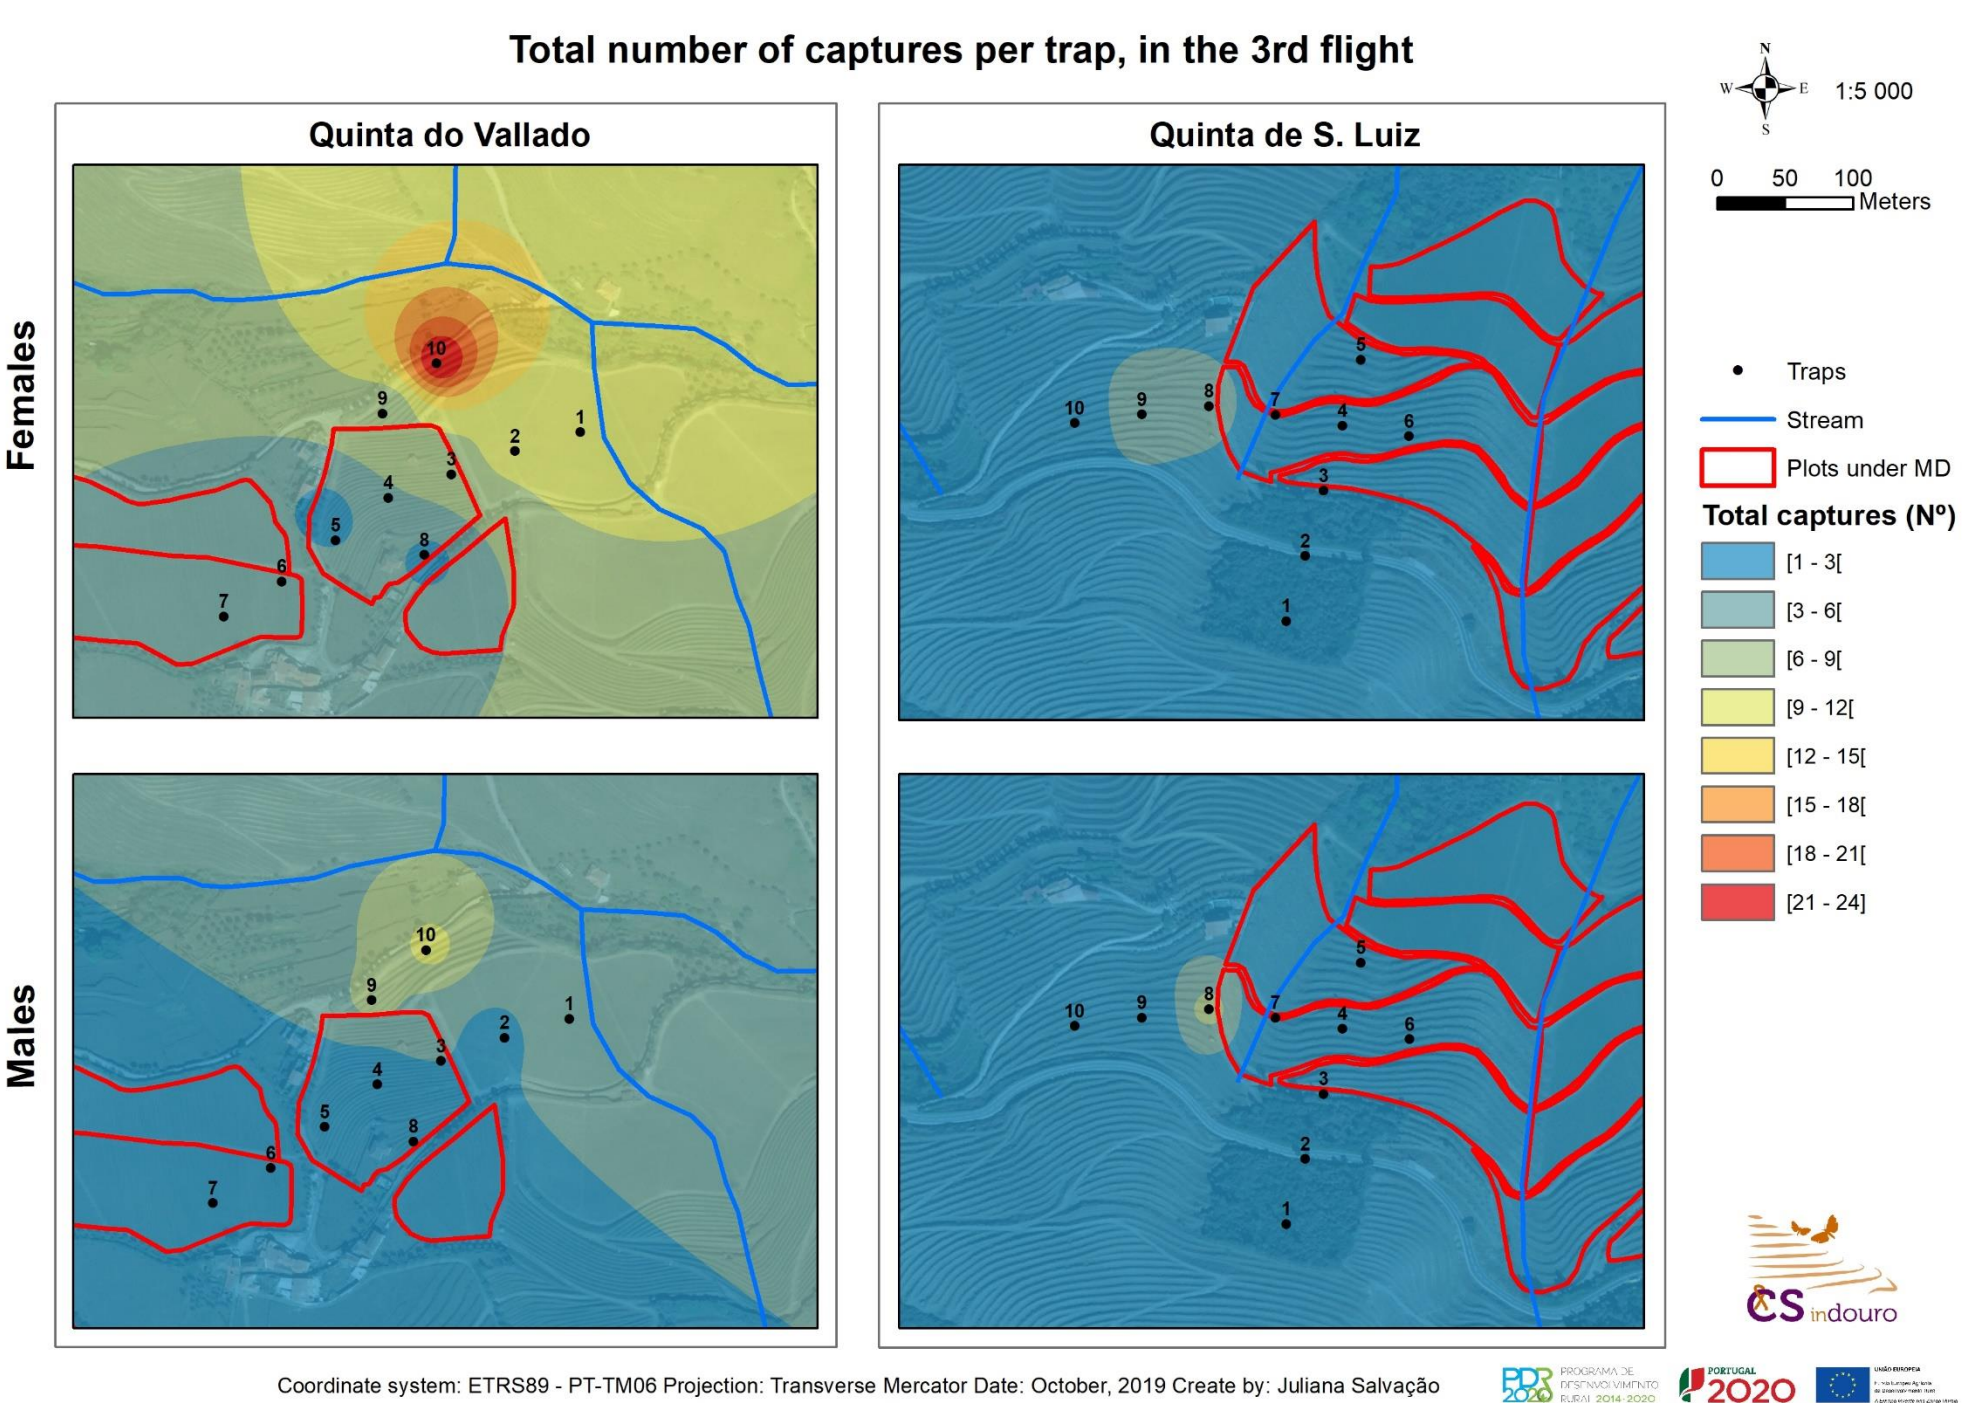 Total number of captures per trap, in the 3rd flight
N
W E
S
1:5 000
0 50 100
Meters
Quinta do Vallado
Quinta de S. Luiz
Females
10
9
1
2
3
4
5
8
6
7
5
8
9
10
7
4
6
3
2
1
Males
10
9
1
2
3
4
5
8
6
7
5
8
9
10
7
4
6
3
2
1
Traps
Stream
Plots under MD
Total captures (Nº)
[1 - 3[
[3 - 6[
[6 - 9[
[9 - 12[
[12 - 15[
[15 - 18[
[18 - 21[
[21 - 24]
CS indouro
Coordinate system: ETRS89 - PT-TM06 Projection: Transverse Mercator Date: October, 2019 Create by: Juliana Salvação
PDR
2020
PROGRAMA DE
DESENVOLVIMENTO
RURAL 2014·2020
PORTUGAL
2020
UNIÃO EUROPEIA